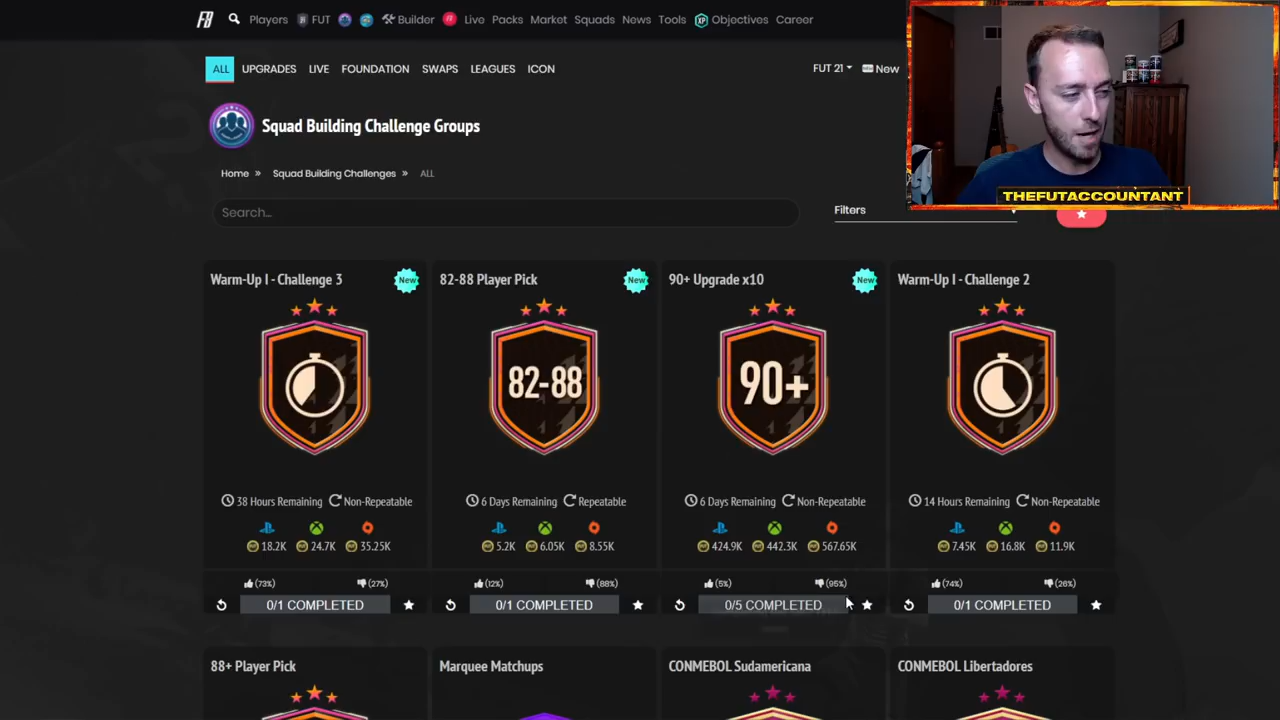 FB Players FUT Builder Live Packs Market Squads News Tools XP Objectives Career
ALL UPGRADES LIVE FOUNDATION SWAPS LEAGUES ICON FUT 21 New
Squad Building Challenge Groups
Home » Squad Building Challenges » ALL
Search... Filters
THEFUTACCOUNTANT
Warm-Up I - Challenge 3 New
82-88 Player Pick New
90+ Upgrade x10 New
Warm-Up I - Challenge 2
82-88
90+
38 Hours Remaining Non-Repeatable
6 Days Remaining Repeatable
6 Days Remaining Non-Repeatable
14 Hours Remaining Non-Repeatable
18.2K 24.7K 35.25K
5.2K 6.05K 8.55K
424.9K 442.3K 567.65K
7.45K 16.8K 11.9K
(73%) (27%)
(12%) (88%)
(5%) (95%)
(74%) (26%)
0/1 COMPLETED
0/1 COMPLETED
0/5 COMPLETED
0/1 COMPLETED
88+ Player Pick
Marquee Matchups
CONMEBOL Sudamericana
CONMEBOL Libertadores